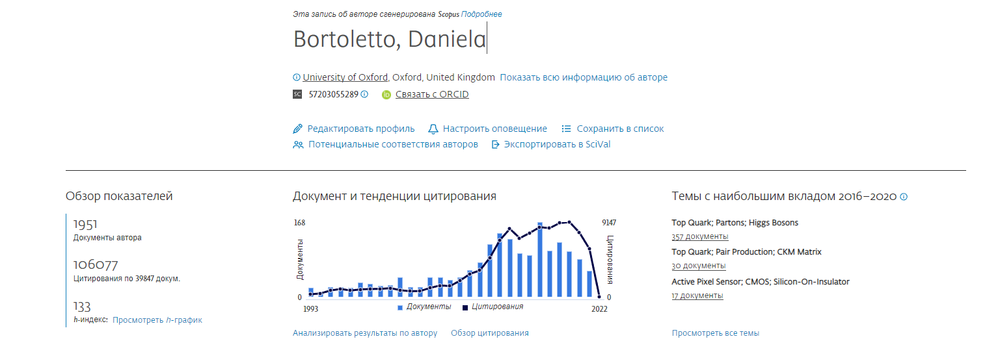 Эта запись об авторе сгенерирована Scopus Подробнее
Bortoletto, Daniela
University of Oxford, Oxford, United Kingdom Показать всю информацию об авторе
SC 57203055289 iD Связать с ORCID
Редактировать профиль Настроить оповещение Сохранить в список
Потенциальные соответствия авторов Экспортировать в SciVal
Обзор показателей
1951
Документы автора
106077
Цитирования по 39847 докум.
133
h-индекс: Просмотреть h-график
Документ и тенденции цитирования
168
9147
Документы
Цитирования
0
0
1993
2022
Документы Цитирования
Анализировать результаты по автору Обзор цитирования
Темы с наибольшим вкладом 2016–2020
Top Quark; Partons; Higgs Bosons
357 документы
Top Quark; Pair Production; CKM Matrix
30 документы
Active Pixel Sensor; CMOS; Silicon-On-Insulator
17 документы
Просмотреть все темы